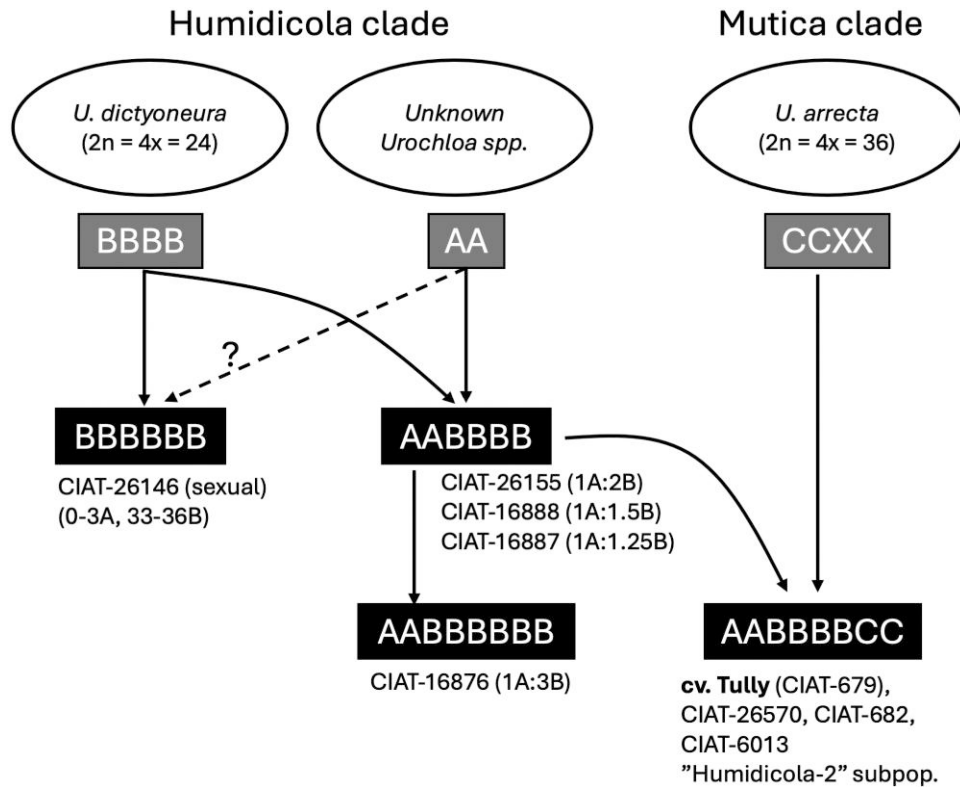 Humidicola clade
Mutica clade
U. dictyoneura
(2n = 4x = 24)
Unknown
Urochloa spp.
U. arrecta
(2n = 4x = 36)
BBBB
AA
CCXX
?
BBBBBB
CIAT-26146 (sexual)
(0-3A, 33-36B)
AABBBB
CIAT-26155 (1A:2B)
CIAT-16888 (1A:1.5B)
CIAT-16887 (1A:1.25B)
AABBBBBB
CIAT-16876 (1A:3B)
AABBBBCC
cv. Tully (CIAT-679),
CIAT-26570, CIAT-682,
CIAT-6013
”Humidicola-2” subpop.